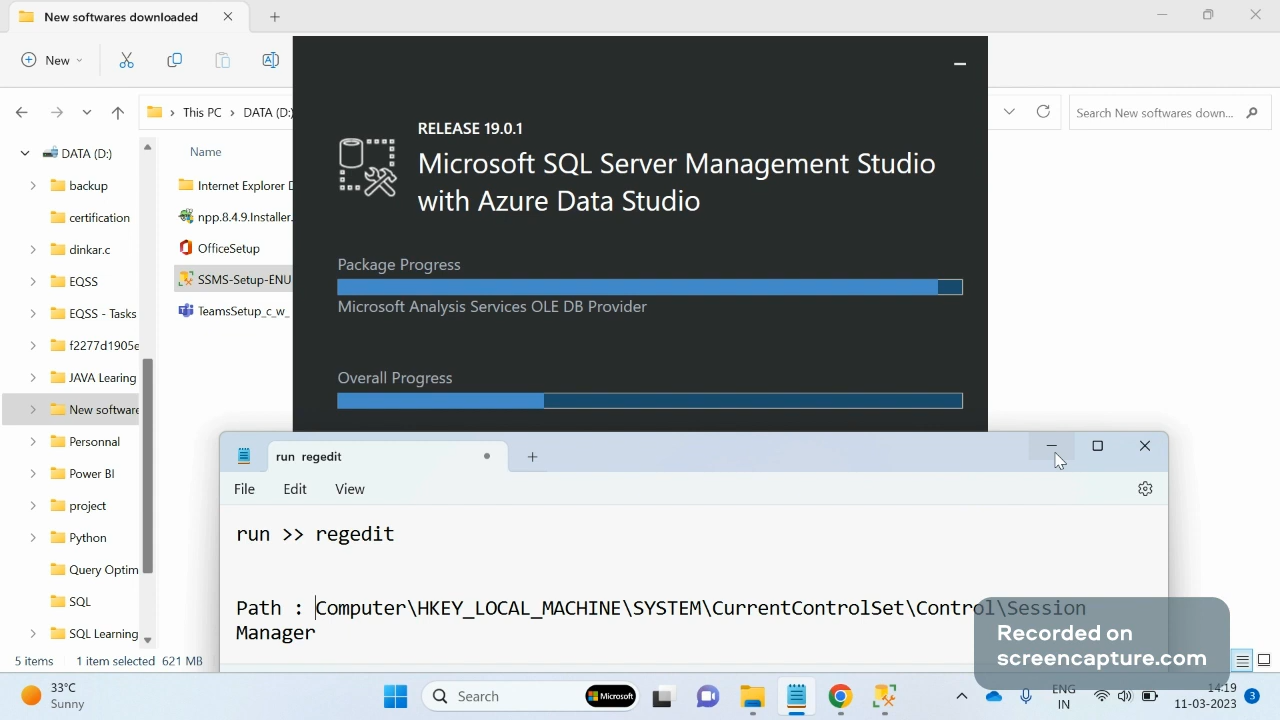 New softwares downloaded
New
This PC
DATA (D:)
Search New softwares down...
RELEASE 19.0.1
Microsoft SQL Server Management Studio
with Azure Data Studio
Package Progress
Microsoft Analysis Services OLE DB Provider
Overall Progress
DATA (D:)
backup
certification
dinkar.c
EQSS
EQSS - Tasks
f2277d1905e
JAVA Learing
New software
Personnal
Power BI
project
Python
Query Optim
SQL
SQL Learning
Name
Internet Explorer D
npp.8.4.9.Installer.
OfficeSetup
SSMS-Setup-ENU
TeamsSetup_c_w_
run regedit
File Edit View
run >> regedit
Path : Computer\HKEY_LOCAL_MACHINE\SYSTEM\CurrentControlSet\Control\Session
Manager
Recorded on
screencapture.com
5 items 1 item selected 621 MB
33°C
Sunny
Search
Microsoft
ENG
IN
14:19
11-03-2023
3